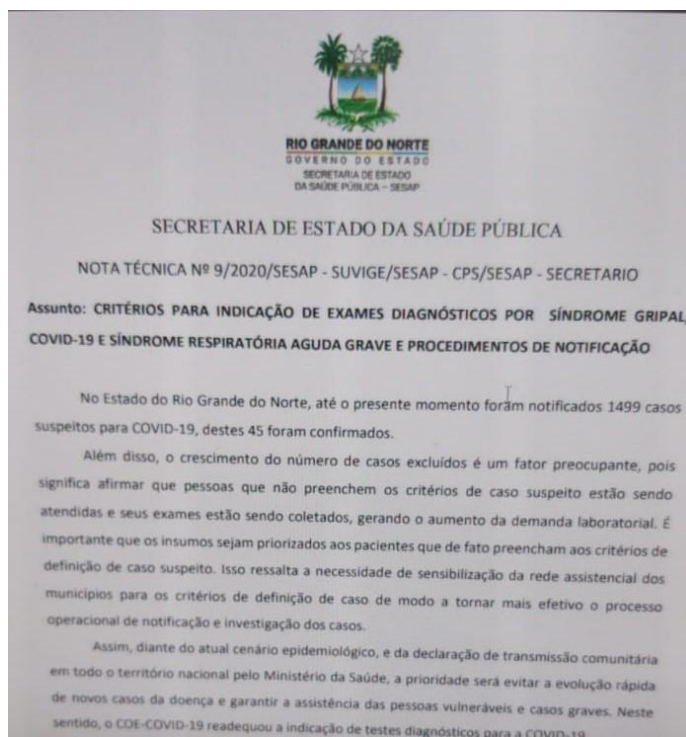 RIO GRANDE DO NORTE
GOVERNO DO ESTADO
SECRETARIA DE ESTADO
DA SAÚDE PÚBLICA – SESAP
SECRETARIA DE ESTADO DA SAÚDE PÚBLICA
NOTA TÉCNICA Nº 9/2020/SESAP - SUVIGE/SESAP - CPS/SESAP - SECRETARIO
Assunto: CRITÉRIOS PARA INDICAÇÃO DE EXAMES DIAGNÓSTICOS POR SÍNDROME GRIPAL,
COVID-19 E SÍNDROME RESPIRATÓRIA AGUDA GRAVE E PROCEDIMENTOS DE NOTIFICAÇÃO
No Estado do Rio Grande do Norte, até o presente momento foram notificados 1499 casos
suspeitos para COVID-19, destes 45 foram confirmados.
Além disso, o crescimento do número de casos excluídos é um fator preocupante, pois
significa afirmar que pessoas que não preenchem os critérios de caso suspeito estão sendo
atendidas e seus exames estão sendo coletados, gerando o aumento da demanda laboratorial. É
importante que os insumos sejam priorizados aos pacientes que de fato preencham aos critérios de
definição de caso suspeito. Isso ressalta a necessidade de sensibilização da rede assistencial dos
municípios para os critérios de definição de caso de modo a tornar mais efetivo o processo
operacional de notificação e investigação dos casos.
Assim, diante do atual cenário epidemiológico, e da declaração de transmissão comunitária
em todo o território nacional pelo Ministério da Saúde, a prioridade será evitar a evolução rápida
de novos casos da doença e garantir a assistência das pessoas vulneráveis e casos graves. Neste
sentido, o COE-COVID-19 readequou a indicação de testes diagnósticos para a COVID-19